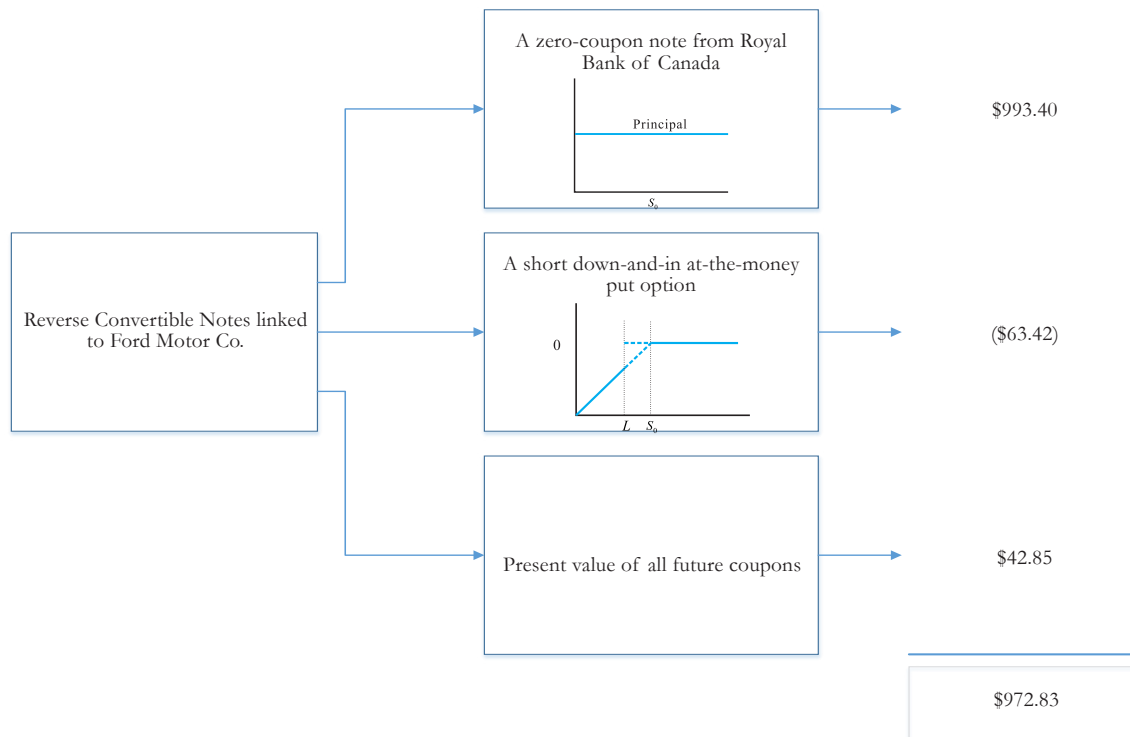 A zero-coupon note from Royal
Bank of Canada
Principal
S₀
$993.40
Reverse Convertible Notes linked
to Ford Motor Co.
A short down-and-in at-the-money
put option
0
L S₀
($63.42)
Present value of all future coupons
$42.85
$972.83